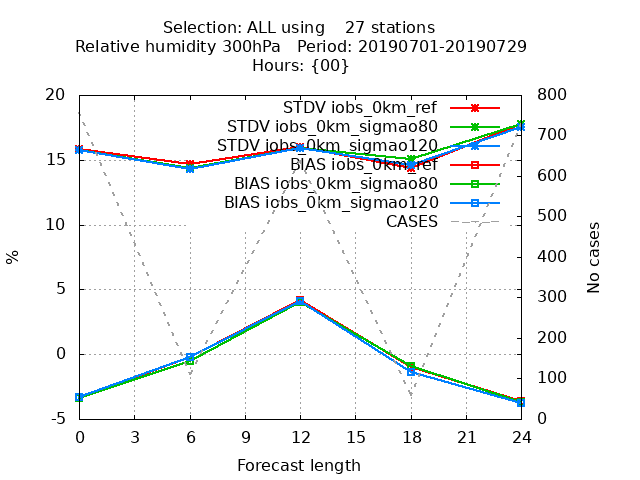 Selection: ALL using    27 stations
Relative humidity 300hPa   Period: 20190701-20190729
Hours: {00}
20
15
10
5
0
-5
%
STDV iobs_0km_ref
STDV iobs_0km_sigmao80
STDV iobs_0km_sigmao120
BIAS iobs_0km_ref
BIAS iobs_0km_sigmao80
BIAS iobs_0km_sigmao120
CASES
800
700
600
500
400
300
200
100
0
No cases
0 3 6 9 12 15 18 21 24
Forecast length